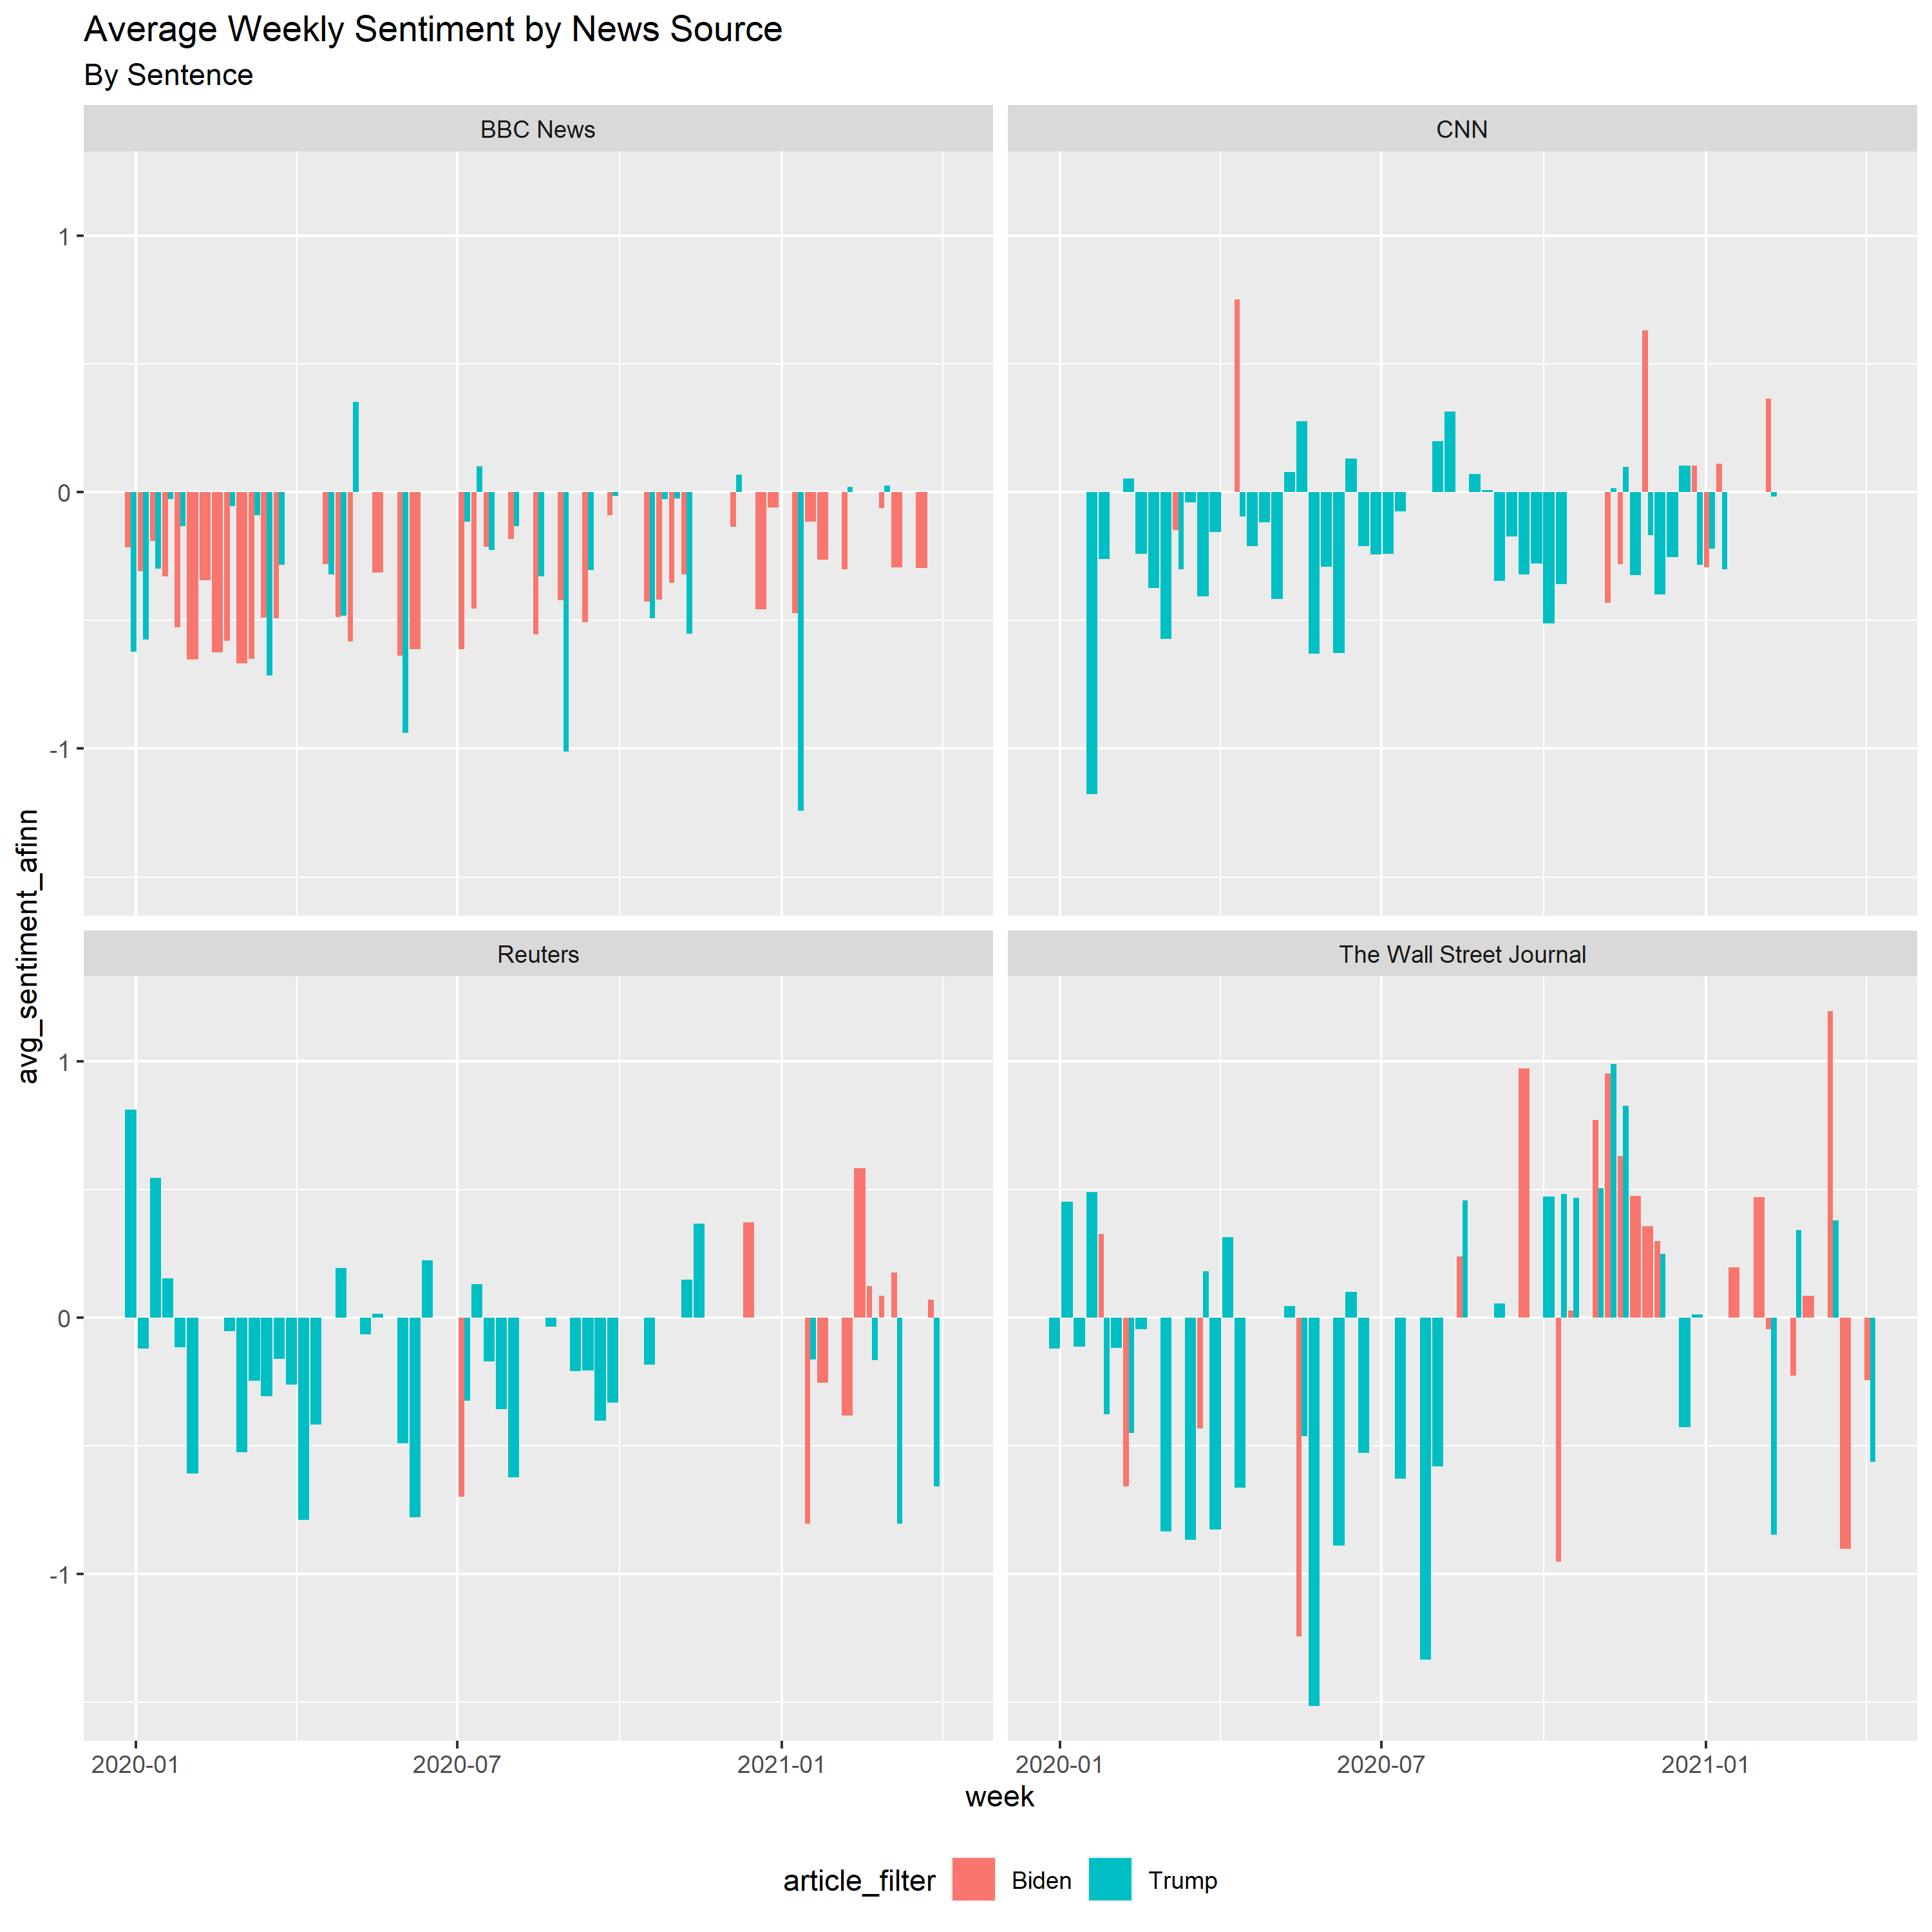 Average Weekly Sentiment by News Source
By Sentence
BBC News
CNN
1
0
-1
Reuters
The Wall Street Journal
1
0
-1
avg_sentiment_afinn
2020-01
2020-07
2021-01
2020-01
2020-07
2021-01
week
article_filter
Biden
Trump